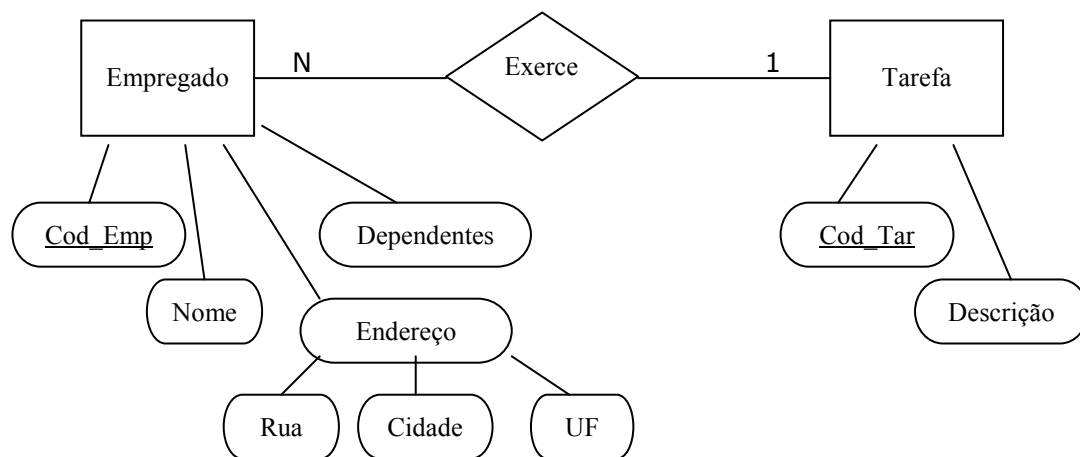 Empregado
N
Exerce
1
Tarefa
Cod_Emp
Dependentes
Cod_Tar
Nome
Endereço
Descrição
Rua
Cidade
UF